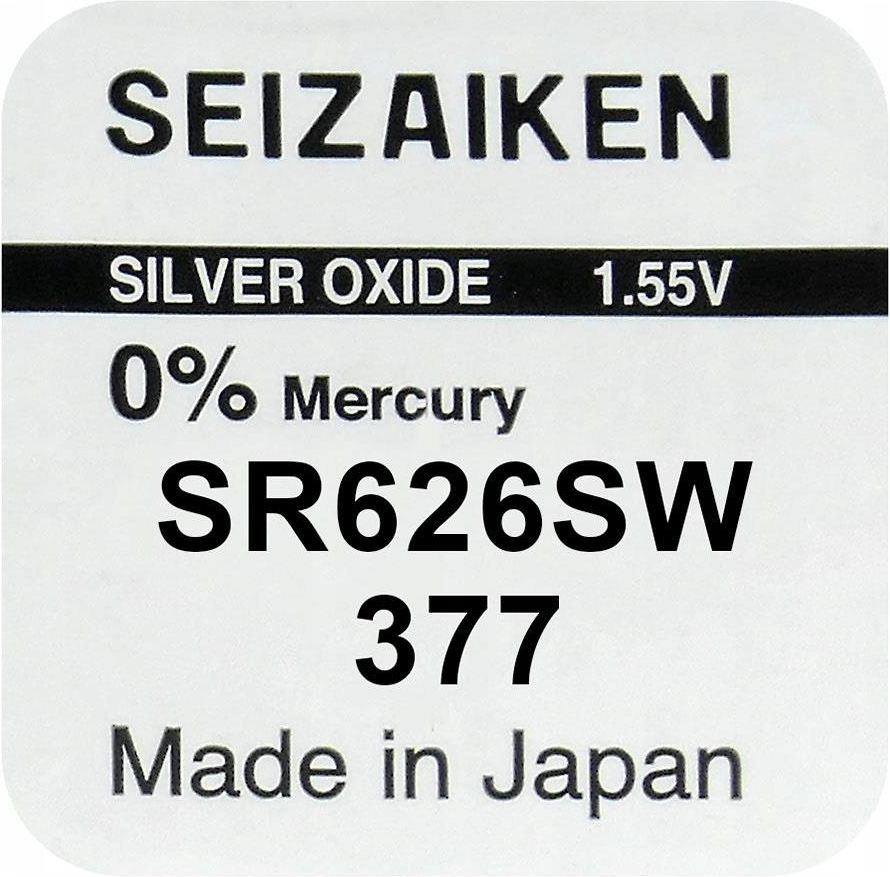 SEIZAIKEN
SILVER OXIDE 1.55V
0% Mercury
SR626SW
377
Made in Japan